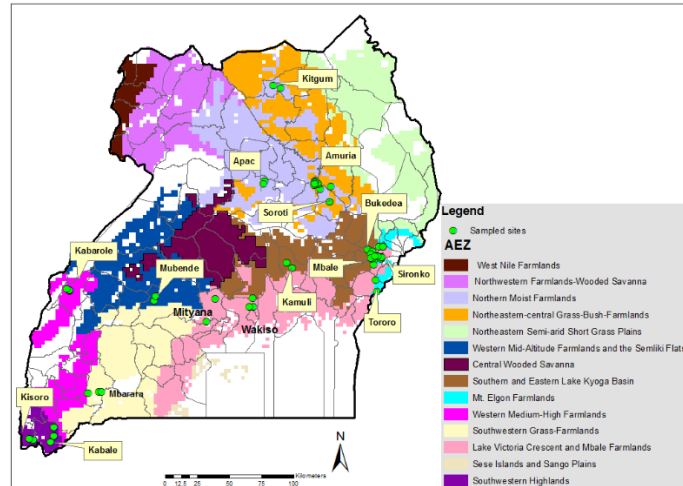 Kitgum
Apac
Amuria
Bukedea
Soroti
Kabarole
Mubende
Mbale
Sironko
Kamuli
Mityana
Wakiso
Tororo
Kisoro
Mbarara
Kabale
N
Kilometers
0 12.5 25 50 75 100
Legend
Sampled sites
AEZ
West Nile Farmlands
Northwestern Farmlands-Wooded Savanna
Northern Moist Farmlands
Northeastern-central Grass-Bush-Farmlands
Northeastern Semi-arid Short Grass Plains
Western Mid-Altitude Farmlands and the Semliki Flats
Central Wooded Savanna
Southern and Eastern Lake Kyoga Basin
Mt. Elgon Farmlands
Western Medium-High Farmlands
Southwestern Grass-Farmlands
Lake Victoria Crescent and Mbale Farmlands
Sese Islands and Sango Plains
Southwestern Highlands